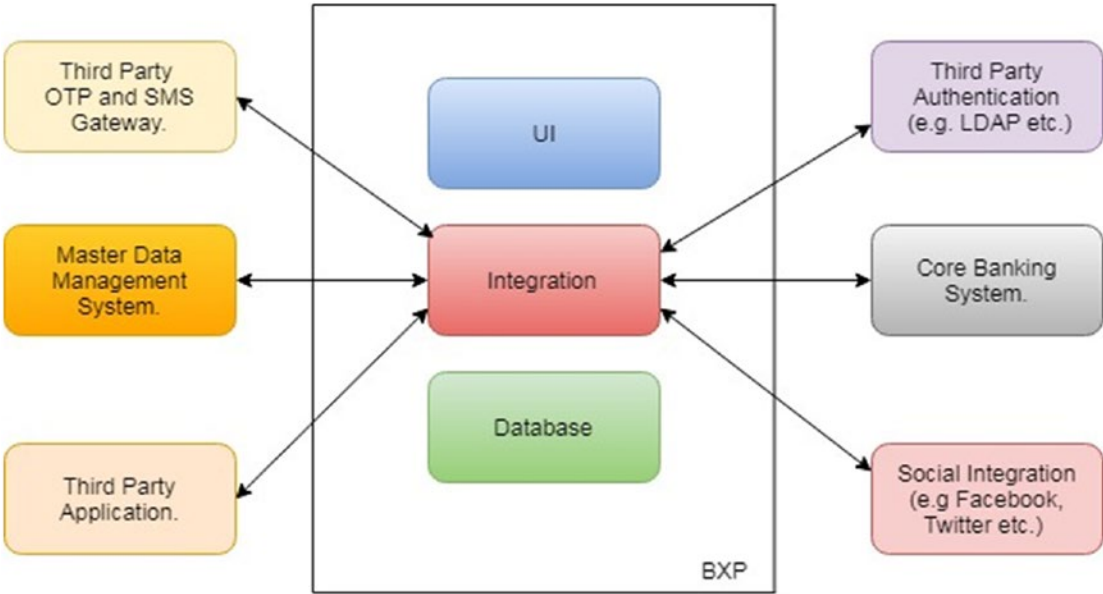 Third Party
OTP and SMS
Gateway.
Master Data
Management
System.
Third Party
Application.
UI
Integration
Database
BXP
Third Party
Authentication
(e.g. LDAP etc.)
Core Banking
System.
Social Integration
(e.g Facebook,
Twitter etc.)